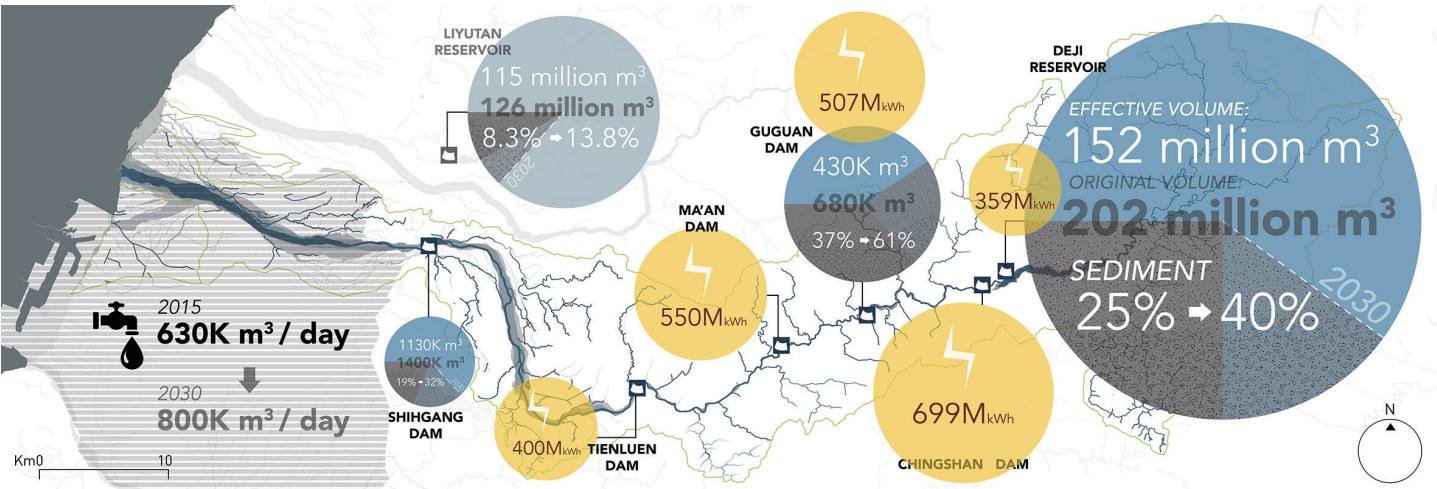 LIYUTAN
RESERVOIR
115 million m³
126 million m³
8.3% ➡ 13.8%
2030
507MkWh
GUGUAN
DAM
430K m³
680K m³
37% ➡ 61%
DEJI
RESERVOIR
359MkWh
EFFECTIVE VOLUME:
152 million m³
ORIGINAL VOLUME:
202 million m³
SEDIMENT
25% ➡ 40%
2030
MA'AN
DAM
550MkWh
2015
630K m³ / day
2030
800K m³ / day
1130K m³
1400K m³
19% ➡ 32%
2030
SHIHGANG
DAM
400MkWh
TIENLUEN
DAM
699MkWh
CHINGSHAN DAM
Km0 10
N